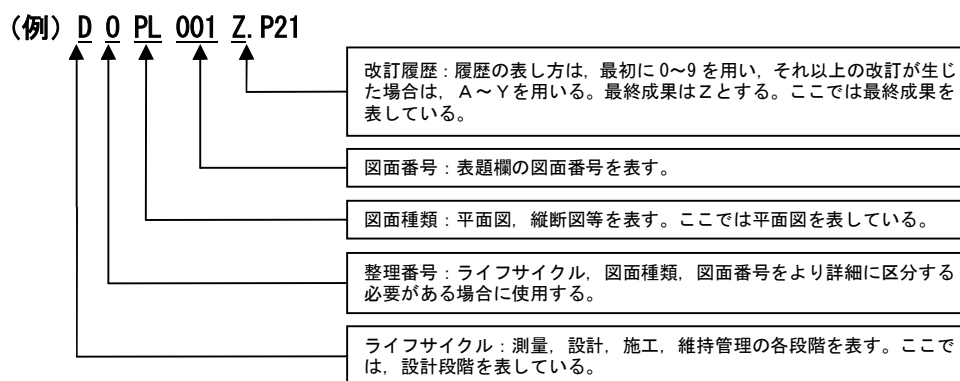 (例) D 0 PL 001 Z.P21
改訂履歴：履歴の表し方は，最初に 0～9 を用い，それ以上の改訂が生じ
た場合は，Ａ～Ｙを用いる。最終成果はＺとする。ここでは最終成果を
表している。
図面番号：表題欄の図面番号を表す。
図面種類：平面図，縦断図等を表す。ここでは平面図を表している。
整理番号：ライフサイクル，図面種類，図面番号をより詳細に区分する
必要がある場合に使用する。
ライフサイクル：測量，設計，施工，維持管理の各段階を表す。ここで
は，設計段階を表している。